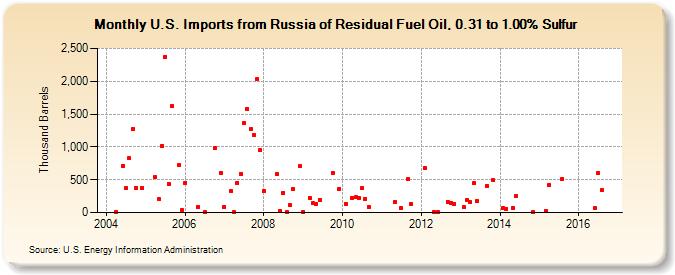 Monthly U.S. Imports from Russia of Residual Fuel Oil, 0.31 to 1.00% Sulfur
Thousand Barrels
2,500
2,000
1,500
1,000
500
0
2004 2006 2008 2010 2012 2014 2016
Source: U.S. Energy Information Administration